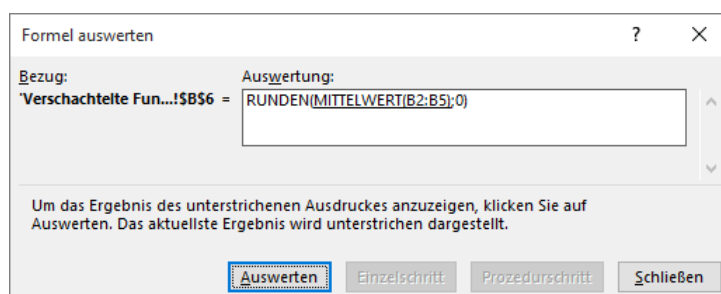 Formel auswerten ? ×
Bezug: Auswertung:
'Verschachtelte Fun...!$B$6 = RUNDEN(MITTELWERT(B2:B5);0)
Um das Ergebnis des unterstrichenen Ausdruckes anzuzeigen, klicken Sie auf
Auswerten. Das aktuellste Ergebnis wird unterstrichen dargestellt.
Auswerten Einzelschritt Prozedurschritt Schließen